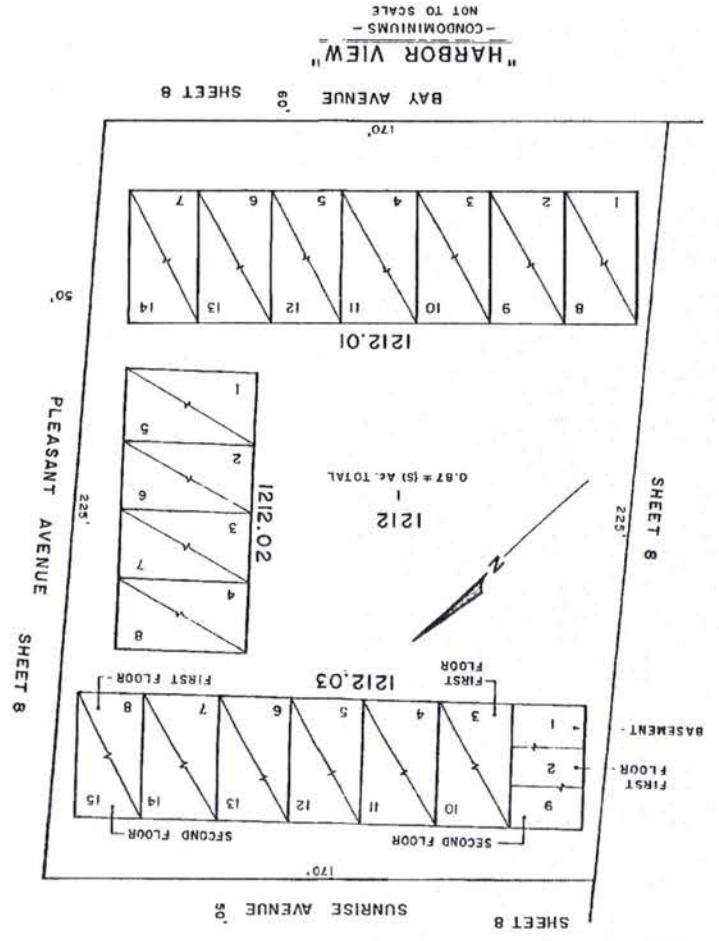 SHEET 8
SUNRISE AVENUE 50'
170'
SECOND FLOOR
SECOND FLOOR
9 10 11 12 13 14 15
FIRST
FLOOR
2
BASEMENT
1 3 4 5 6 7 8
FIRST
FLOOR
1212.03
FIRST FLOOR
SHEET 8
225'
N
1212
1
0.87 ± (S) Ac. TOTAL
1212.02
4
8
3
7
2
6
1
5
PLEASANT AVENUE SHEET 8
225'
50'
1212.01
8 9 10 11 12 13 14
1 2 3 4 5 6 7
170'
BAY AVENUE 60' SHEET 8
"HARBOR VIEW"
– CONDOMINIUMS –
NOT TO SCALE